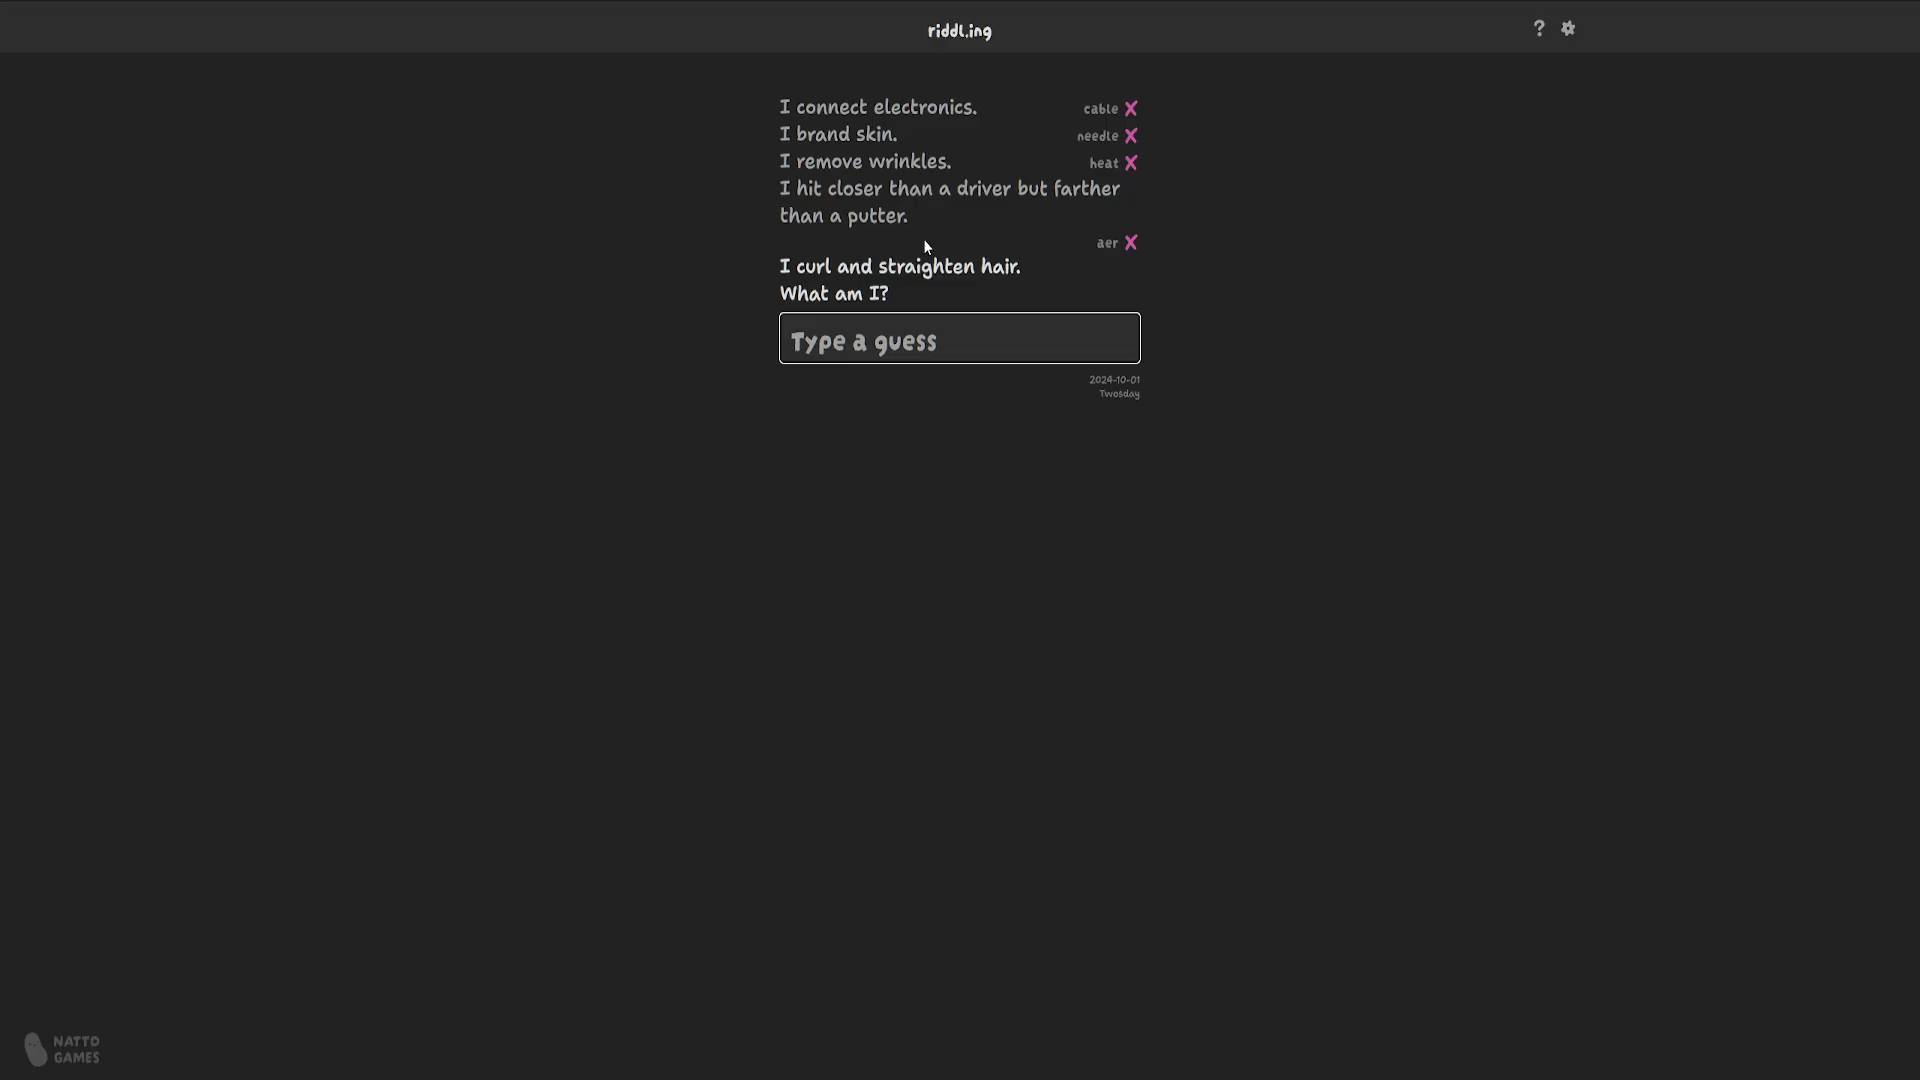 riddl.ing
?
I connect electronics. cable X
I brand skin. needle X
I remove wrinkles. heat X
I hit closer than a driver but farther
than a putter.
aer X
I curl and straighten hair.
What am I?
Type a guess
2024-10-01
Twosday
NATTO
GAMES